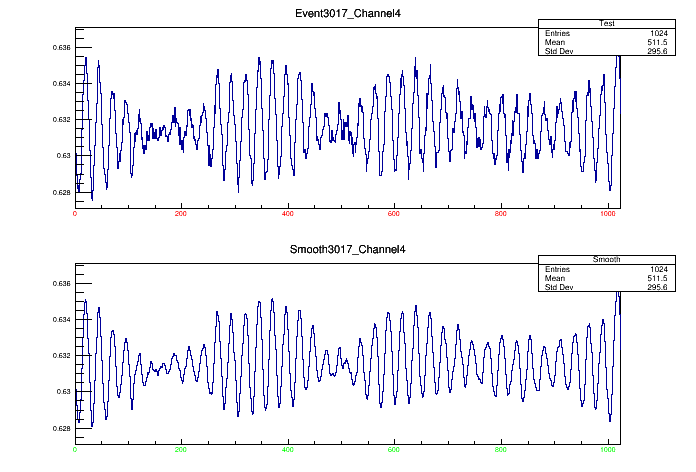 Event3017_Channel4
Test
Entries 1024
Mean 511.5
Std Dev 295.6
0.636
0.634
0.632
0.63
0.628
0 200 400 600 800 1000
Smooth3017_Channel4
Smooth
Entries 1024
Mean 511.5
Std Dev 295.6
0.636
0.634
0.632
0.63
0.628
0 200 400 600 800 1000